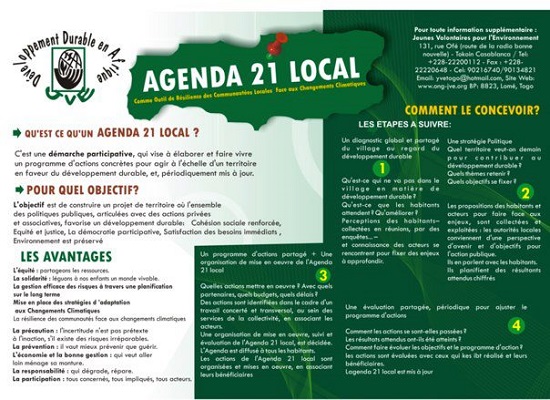 Développement Durable en Afrique
AGENDA 21 LOCAL
Comme Outil de Résilience des Communautés Locales Face aux Changements Climatiques
Pour toute information supplémentaire :
Jeunes Volontaires pour l'Environnement
131, rue Ofé (route de la radio bonne
nouvelle) - Tokoin Casablanca / Tel:
+228-22200112 - Fax : +228-
22220648 - Cel: 90216740/90134821
Email: yvetogo@hotmail.com, Site Web:
www.ong-jve.org BP: 8823, Lomé, Togo
QU'EST CE QU'UN AGENDA 21 LOCAL ?
C'est une démarche participative, qui vise à élaborer et faire vivre
un programme d'actions concrètes pour agir à l'échelle d'un territoire
en faveur du développement durable, et, périodiquement mis à jour.
POUR QUEL OBJECTIF?
L'objectif est de construire un projet de territoire où l'ensemble
des politiques publiques, articulées avec des actions privées
et associatives, favorise un développement durable: Cohésion sociale renforcée,
Equité et justice, La démocratie participative, Satisfaction des besoins immédiats ,
Environnement est préservé
LES AVANTAGES
L'équité : partageons les ressources.
La solidarité : léguons à nos enfants un monde vivable.
La gestion efficace des risques à travers une planification
sur le long terme
Mise en place des stratégies d 'adaptation
aux Changements Climatiques
La résilience des communautés face aux changements climatiques
La précaution : l'incertitude n'est pas prétexte
à l'inaction, s'il existe des risques irréparables.
La prévention : il vaut mieux prévenir que guérir.
L'économie et la bonne gestion : qui veut aller
loin ménage sa monture.
La responsabilité : qui dégrade, répare.
La participation : tous concernés, tous impliqués, tous acteurs.
COMMENT LE CONCEVOIR?
LES ETAPES A SUIVRE:
Un diagnostic global et partagé
du village au regard du
développement durable
1
Qu'est-ce qui ne va pas dans le
village en matière de
développement durable?
Qu'est-ce que les habitants
attendent ? Qu'améliorer ?
Perceptions des habitants–
collectées en réunions, par des
enquêtes... –
et connaissance des acteurs se
rencontrent pour fixer des enjeux
à approfondir.
Une stratégie Politique
Quel territoire veut-on demain
pour contribuer au
développement durable ?
Quels thèmes retenir ?
Quels objectifs se fixer ?
2
Les propositions des habitants et
acteurs pour faire face aux
enjeux sont collectées et
exploitées : les autorités locales
conviennent d'une perspective
d'avenir et d'objectifs pour
l'action publique.
Ils en parlent avec les habitants.
Ils planifient des résultats
attendus chiffrés
Un programme d'actions partagé + Une
organisation de mise en oeuvre de l'Agenda
21 local
3
Quelles actions mettre en oeuvre ? Avec quels
partenaires, quels budgets, quels délais ?
Des actions sont identifiées dans le cadre d'un
travail concerté et transversal, au sein des
services de la collectivité, en associant les
acteurs.
Une organisation de mise en oeuvre, et suivi et
évaluation de l'Agenda 21 local, est décidée.
L'Agenda est diffusé à tous les habitants.
Les actions de l'Agenda 21 local sont
organisées et mises en oeuvre, en associant
leurs bénéficiaires
Une évaluation partagée, périodique pour ajuster le
programme d'actions
4
Comment les actions se sont-elles passées ?
Les résultats attendus ont-ils été atteints ?
Comment faire évoluer les objectifs et le programme d'action ?
les actions sont évaluées avec ceux qui les ibt réalisé et leurs
bénéficiaires.
Lagenda 21 local est mis à jour